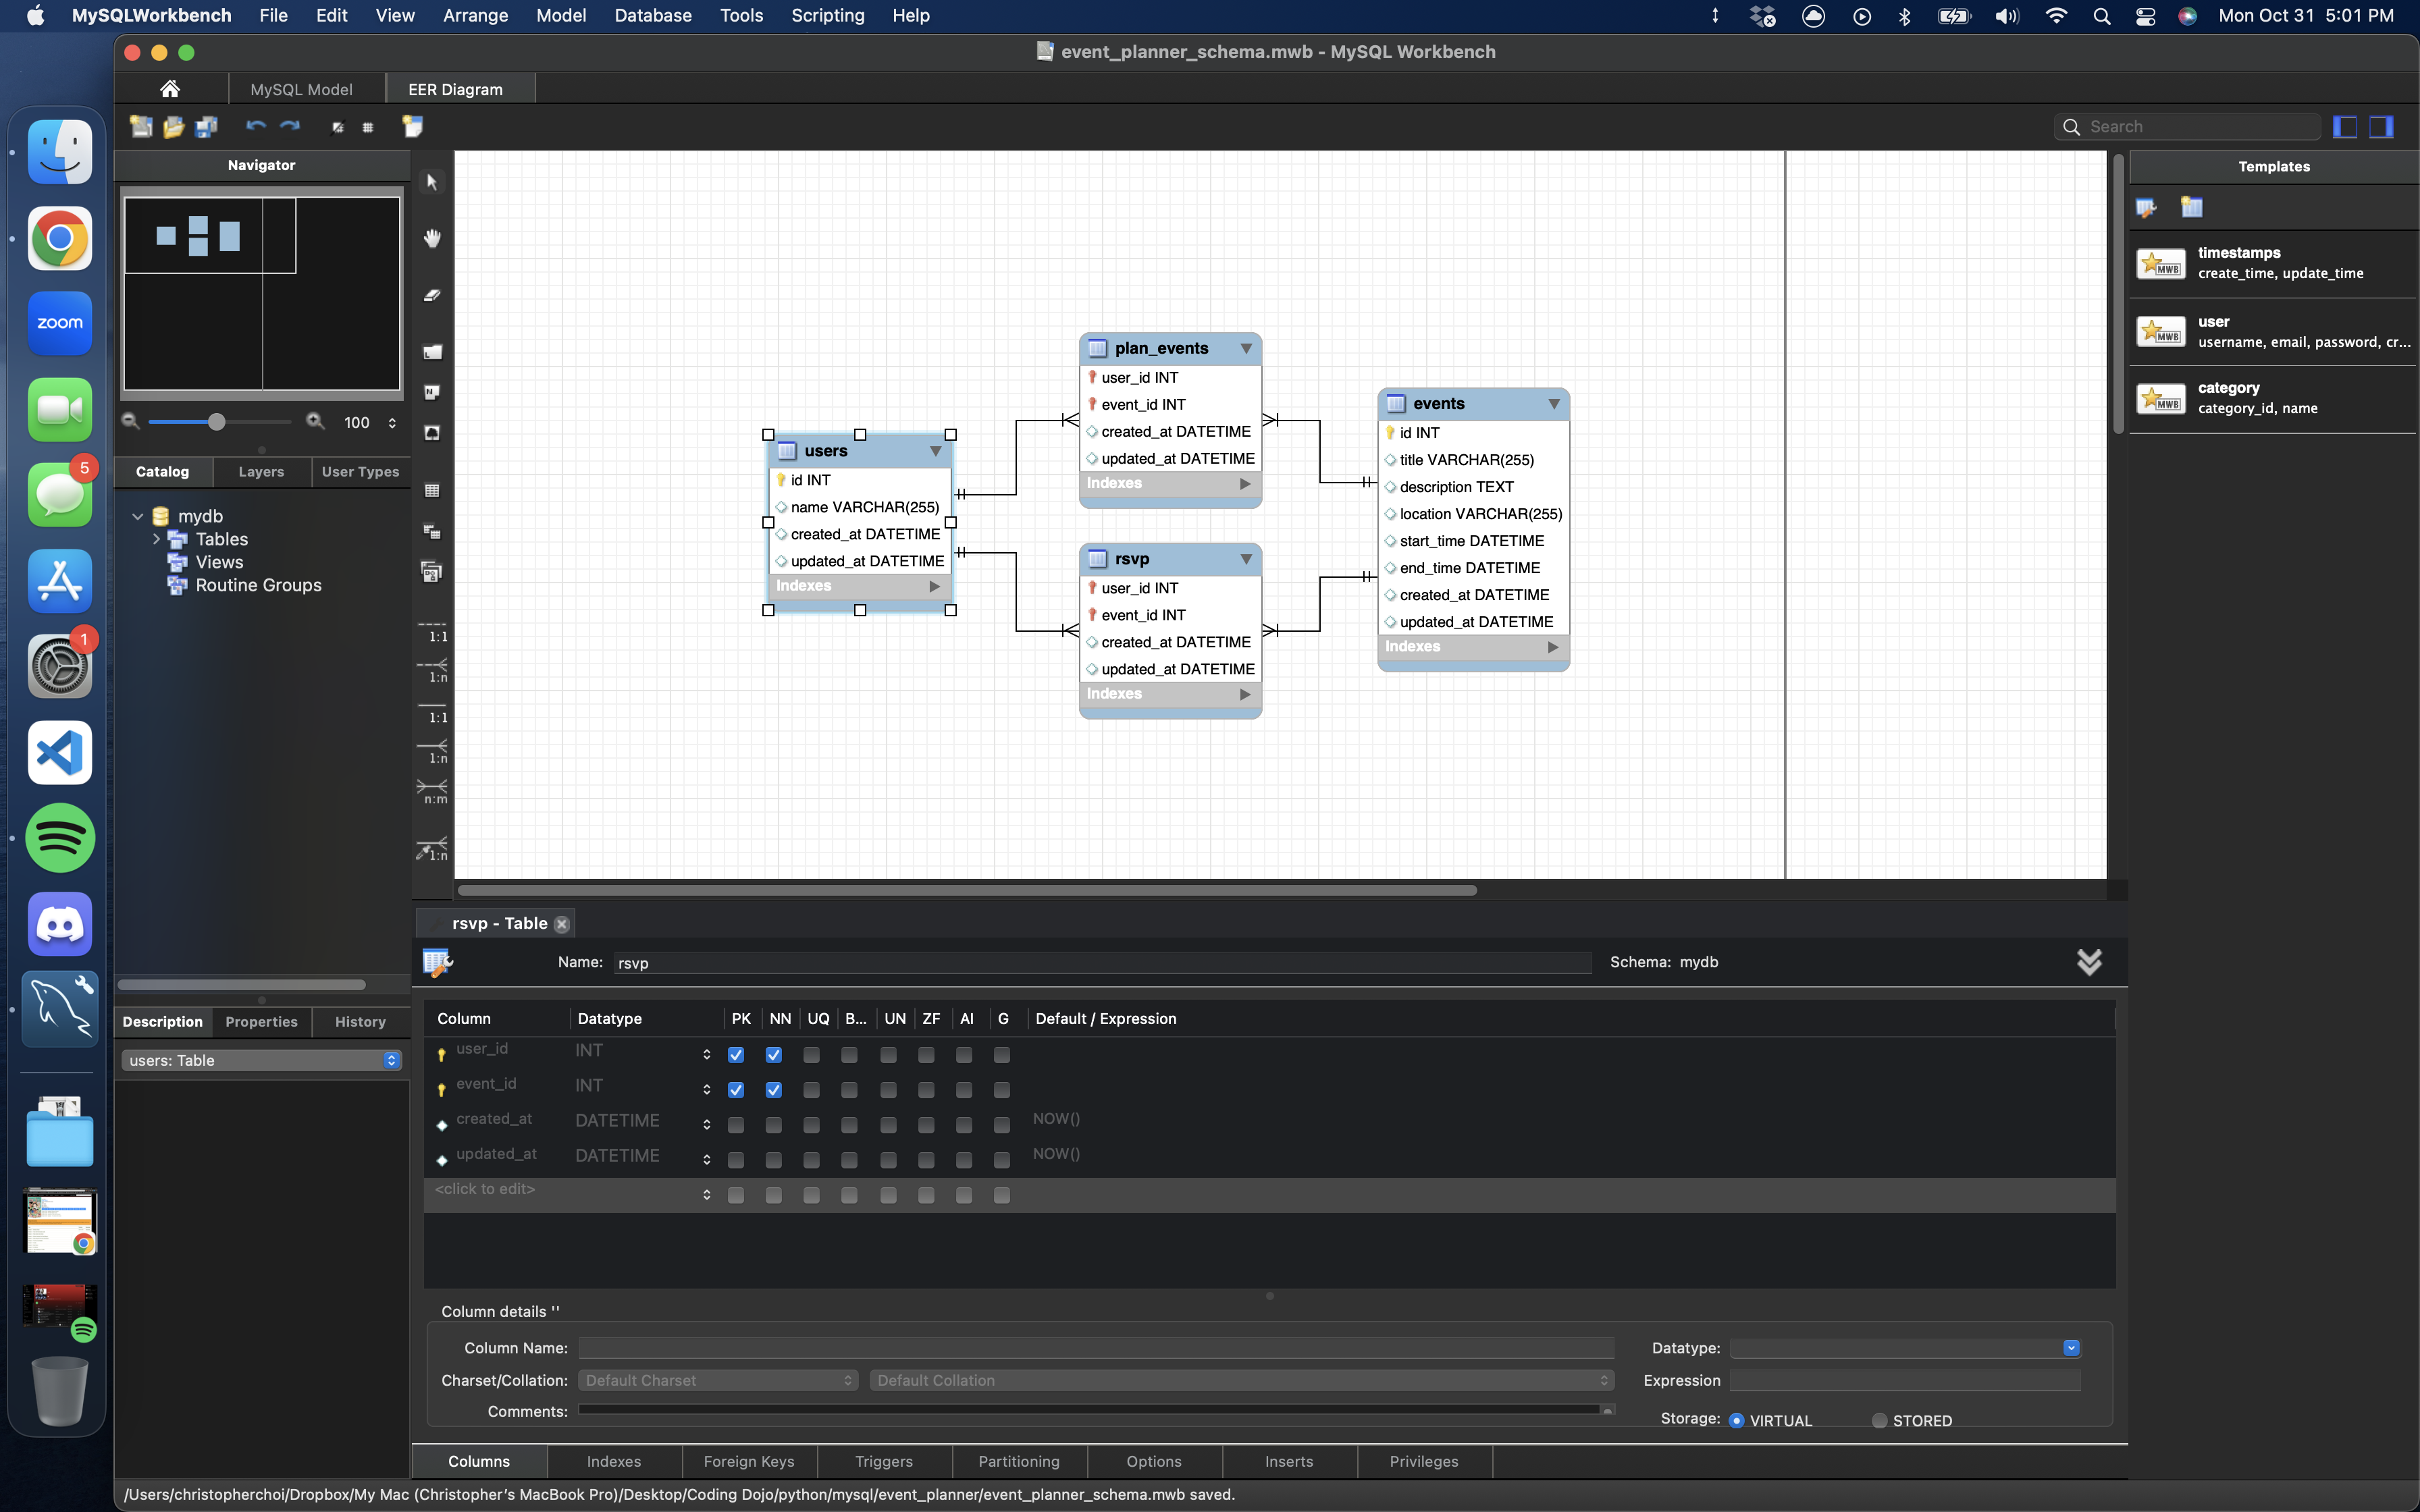 MySQLWorkbench File Edit View Arrange Model Database Tools Scripting Help Mon Oct 31 5:01 PM
event_planner_schema.mwb - MySQL Workbench
MySQL Model EER Diagram
Search
Navigator
100
Catalog Layers User Types
mydb
Tables
Views
Routine Groups
Description Properties History
users: Table
zoom
5
1
1:1
1:n
1:1
1:n
n:m
1:n
users
id INT
name VARCHAR(255)
created_at DATETIME
updated_at DATETIME
Indexes
plan_events
user_id INT
event_id INT
created_at DATETIME
updated_at DATETIME
Indexes
rsvp
user_id INT
event_id INT
created_at DATETIME
updated_at DATETIME
Indexes
events
id INT
title VARCHAR(255)
description TEXT
location VARCHAR(255)
start_time DATETIME
end_time DATETIME
created_at DATETIME
updated_at DATETIME
Indexes
Templates
MWB
timestamps
create_time, update_time
MWB
user
username, email, password, cr...
MWB
category
category_id, name
rsvp - Table
Name: rsvp Schema: mydb
Column Datatype PK NN UQ B... UN ZF AI G Default / Expression
user_id INT
event_id INT
created_at DATETIME NOW()
updated_at DATETIME NOW()
<click to edit>
Column details ''
Column Name: Datatype:
Charset/Collation: Default Charset Default Collation Expression
Comments: Storage: VIRTUAL STORED
Columns Indexes Foreign Keys Triggers Partitioning Options Inserts Privileges
/Users/christopherchoi/Dropbox/My Mac (Christopher's MacBook Pro)/Desktop/Coding Dojo/python/mysql/event_planner/event_planner_schema.mwb saved.